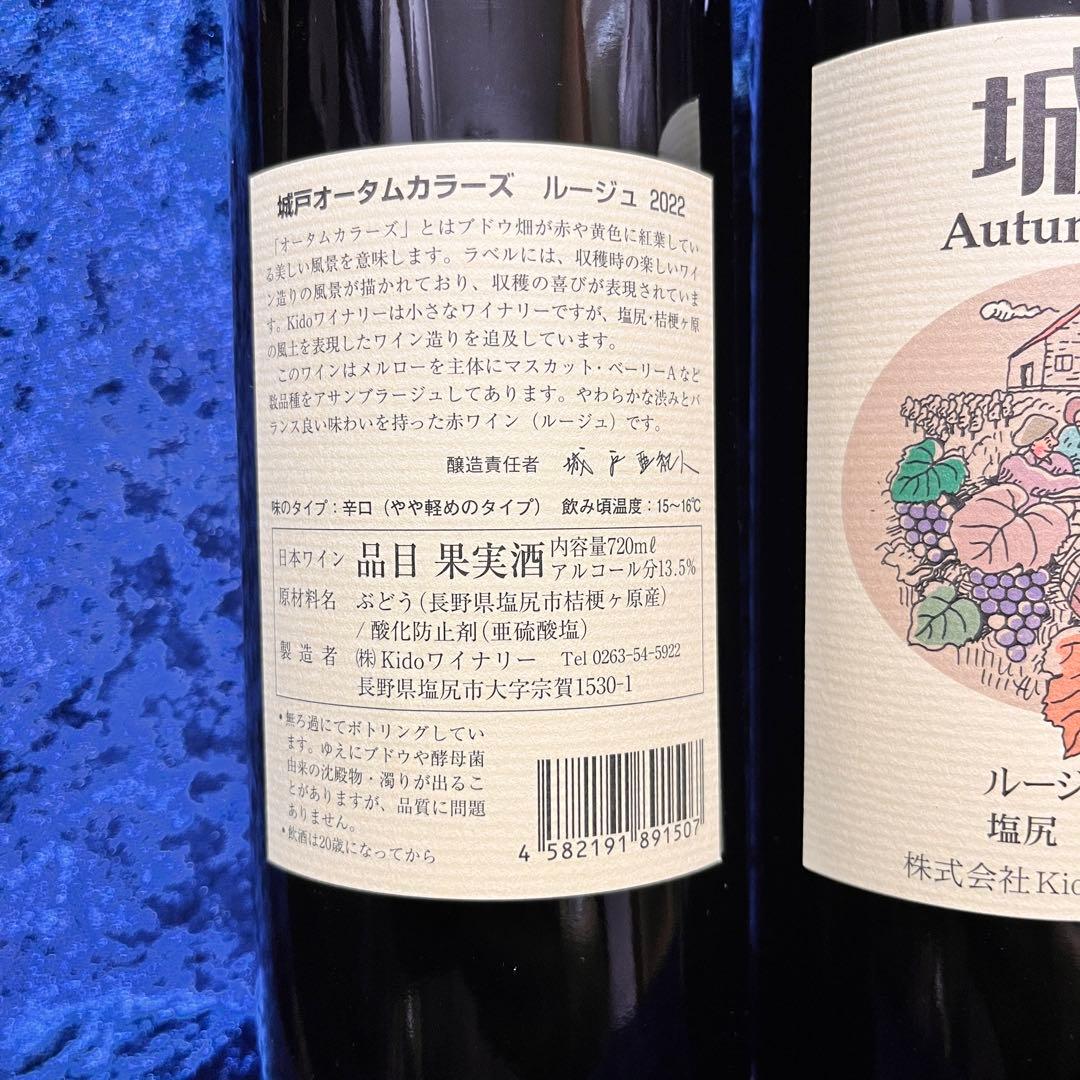 城戸オータムカラーズ ルージュ 2022
「オータムカラーズ」とはブドウ畑が赤や黄色に紅葉してい
る美しい風景を意味します。ラベルには、収穫時の楽しいワイ
ン造りの風景が描かれており、収穫の喜びが表現されていま
す。Kidoワイナリーは小さなワイナリーですが、塩尻・桔梗ヶ原
の風土を表現したワイン造りを追及しています。
このワインはメルローを主体にマスカット・ベーリーAなど
数品種をアサンブラージュしてあります。やわらかな渋みとバ
ランス良い味わいを持った赤ワイン（ルージュ）です。
醸造責任者 城戸亜紀人
味のタイプ：辛口（やや軽めのタイプ） 飲み頃温度：15〜16℃
日本ワイン 品目 果実酒 内容量720mℓ
アルコール分13.5%
原材料名 ぶどう（長野県塩尻市桔梗ヶ原産）
/ 酸化防止剤（亜硫酸塩）
製造者 ㈱Kidoワイナリー Tel 0263-54-5922
長野県塩尻市大字宗賀1530-1
・無ろ過にてボトリングしてい
ます。ゆえにブドウや酵母菌
由来の沈殿物・濁りが出るこ
とがありますが、品質に問題
ありません。
・飲酒は20歳になってから
4 582191 891507
城
Autum
ルージ
塩尻
株式会社Kid